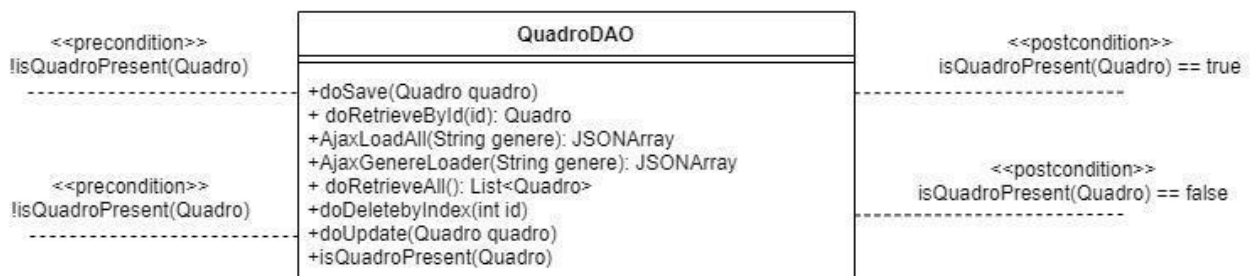 <<precondition>>
!isQuadroPresent(Quadro)
<<precondition>>
!isQuadroPresent(Quadro)
QuadroDAO
+doSave(Quadro quadro)
+ doRetrieveById(id): Quadro
+AjaxLoadAll(String genere): JSONArray
+AjaxGenereLoader(String genere): JSONArray
+ doRetrieveAll(): List<Quadro>
+doDeletebyIndex(int id)
+doUpdate(Quadro quadro)
+isQuadroPresent(Quadro)
<<postcondition>>
isQuadroPresent(Quadro) == true
<<postcondition>>
isQuadroPresent(Quadro) == false